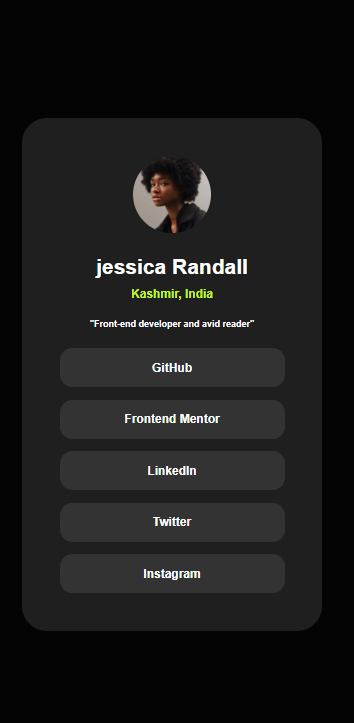 jessica Randall
Kashmir, India
"Front-end developer and avid reader"
GitHub
Frontend Mentor
LinkedIn
Twitter
Instagram